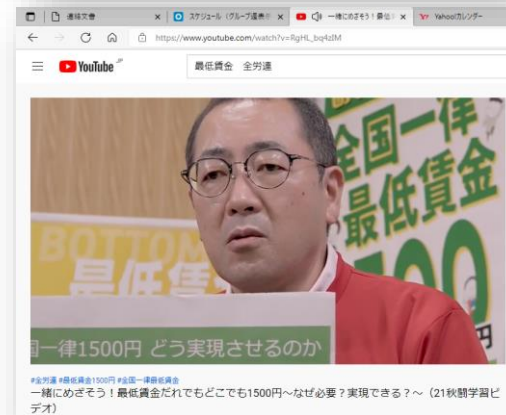 連絡文書
スケジュール (グループ週表示
一緒にめざそう!最低
Yahoo!カレンダー
https://www.youtube.com/watch?v=RgHL_bq4zIM
YouTube JP
最低賃金 全労連
全国一律
最低賃金
BOTTOM
最低賃
国一律1500円 どう実現させるのか
円
#全労連 #最低賃金1500円 #全国一律最低賃金
一緒にめざそう!最低賃金だれでもどこでも1500円~なぜ必要?実現できる?~(21秋闘学習ビ
デオ)